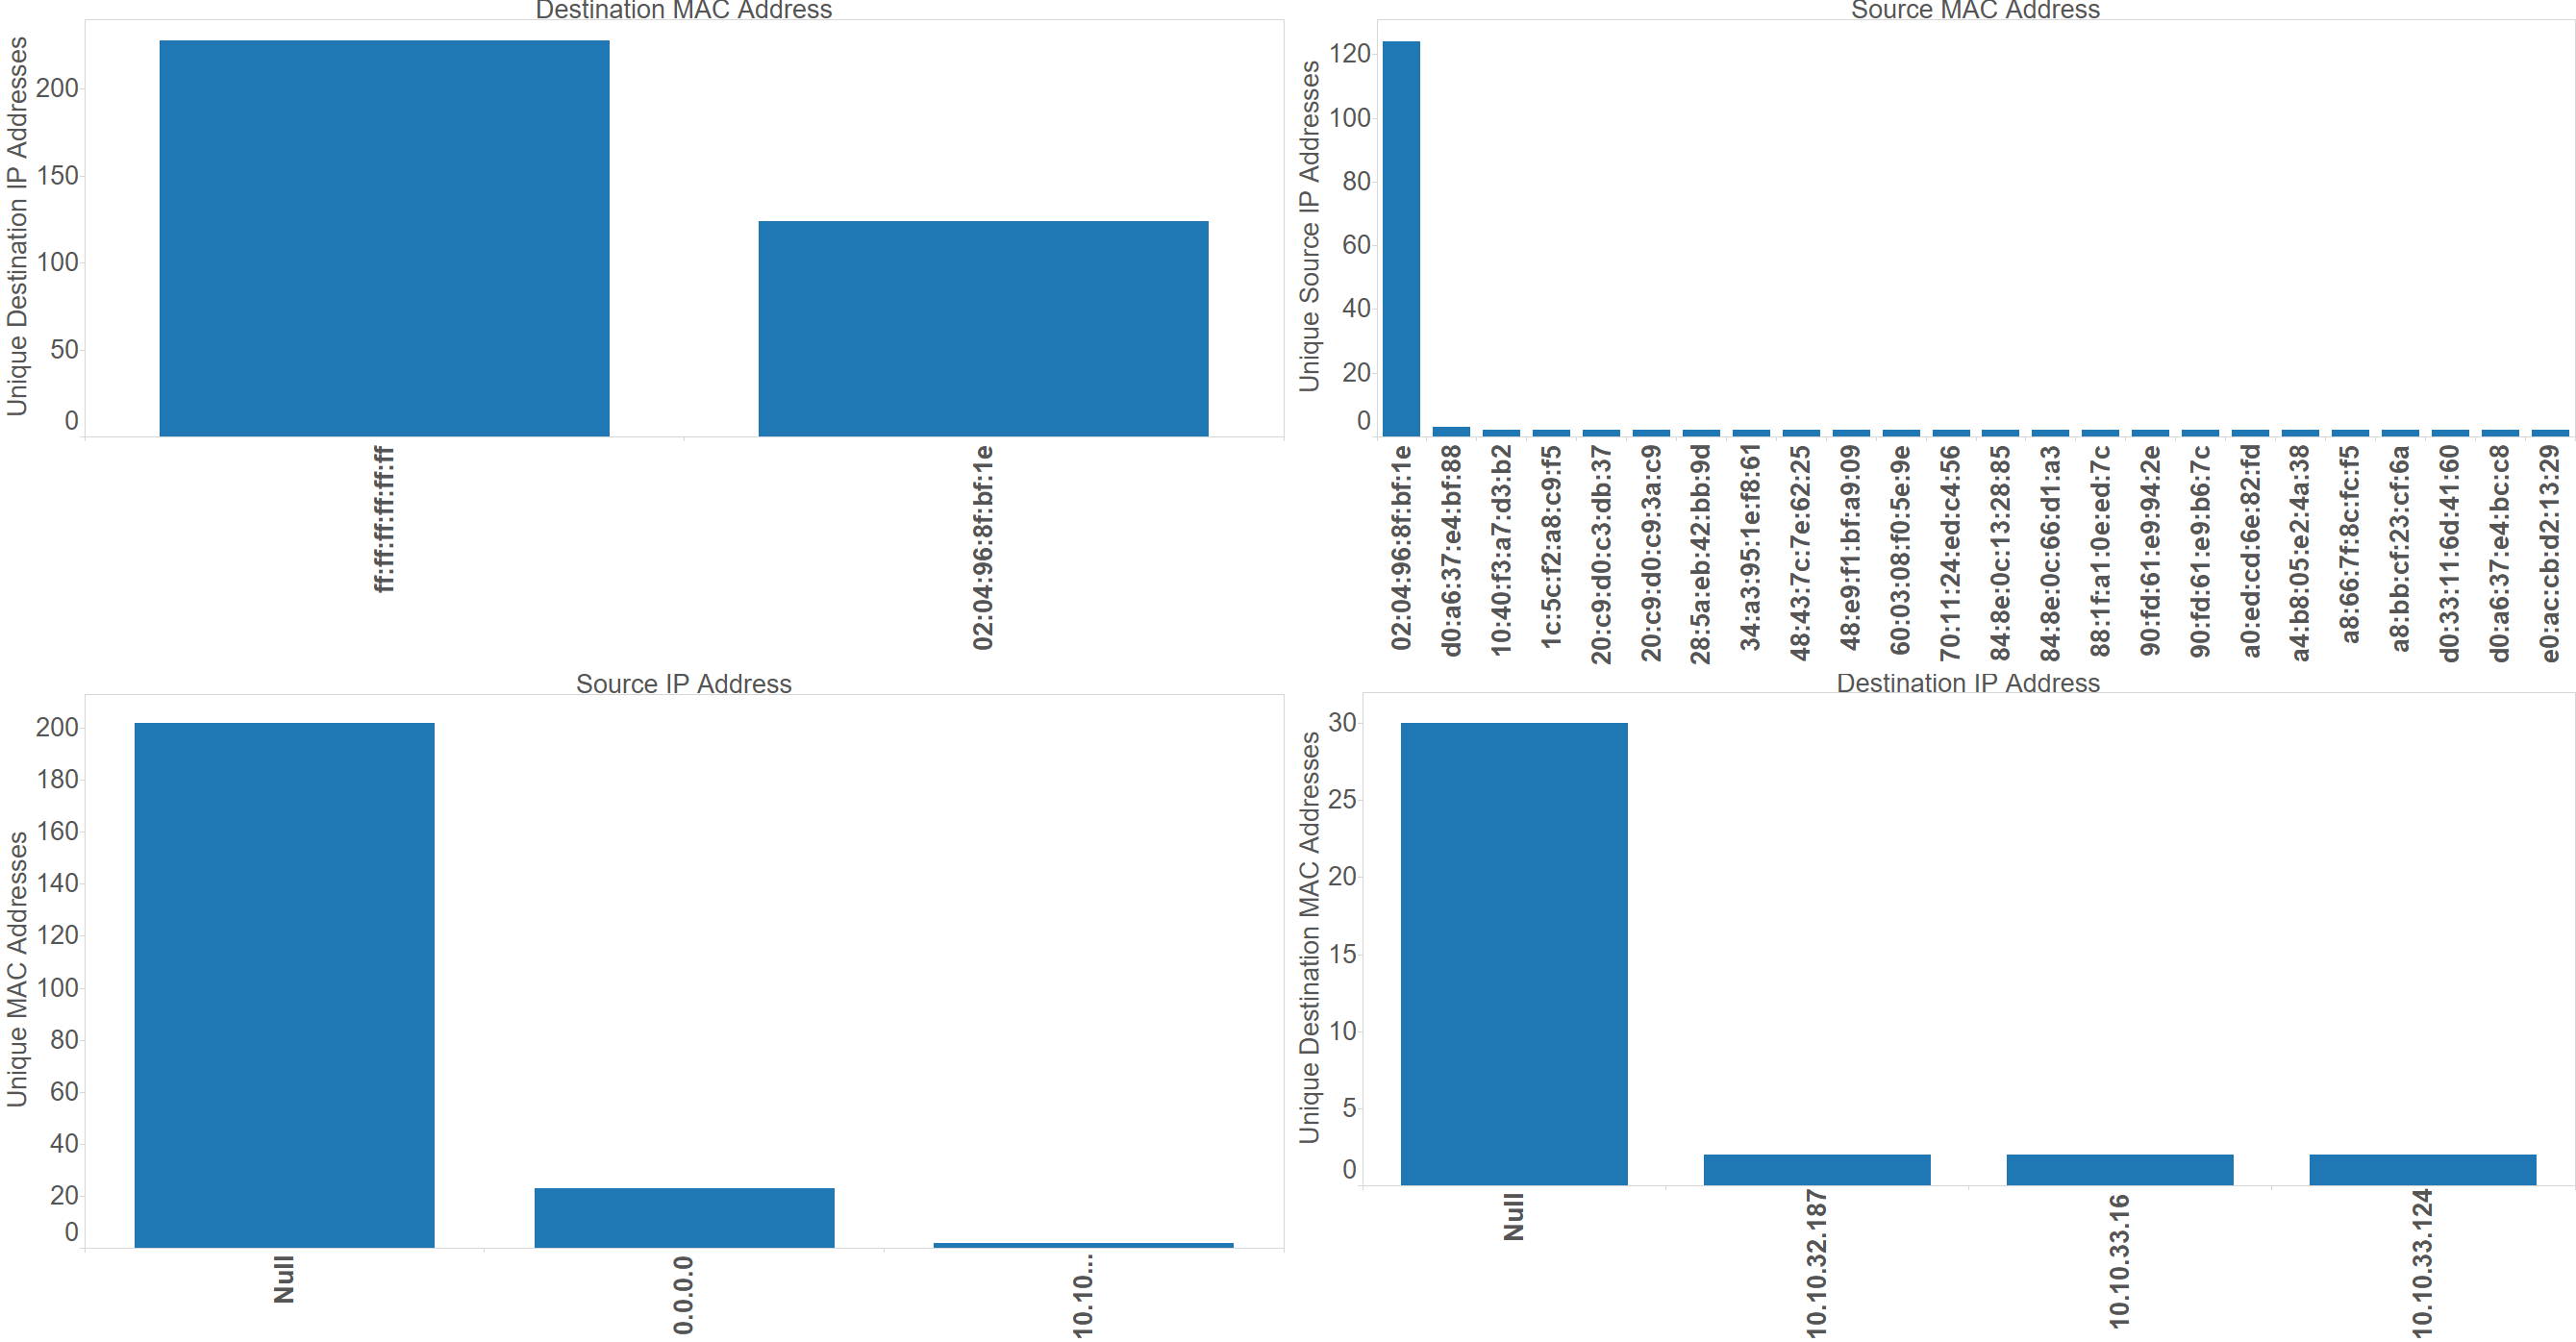 Destination MAC Address
Unique Destination IP Addresses
200
150
100
50
0
ff:ff:ff:ff:ff:ff
02:04:96:8f:bf:1e
Source MAC Address
Unique Source IP Addresses
120
100
80
60
40
20
0
02:04:96:8f:bf:1e
d0:a6:37:e4:bf:88
10:40:f3:a7:d3:b2
1c:5c:f2:a8:c9:f5
20:c9:d0:c3:db:37
20:c9:d0:c9:3a:c9
28:5a:eb:42:bb:9d
34:a3:95:1e:f8:61
48:43:7c:7e:62:25
48:e9:f1:bf:a9:09
60:03:08:f0:5e:9e
70:11:24:ed:c4:56
84:8e:0c:13:28:85
84:8e:0c:66:d1:a3
88:1f:a1:0e:ed:7c
90:fd:61:e9:94:2e
90:fd:61:e9:b6:7c
a0:ed:cd:6e:82:fd
a4:b8:05:e2:4a:38
a8:66:7f:8c:fc:f5
a8:bb:cf:23:cf:6a
d0:33:11:6d:41:60
d0:a6:37:e4:bc:c8
e0:ac:cb:d2:13:29
Source IP Address
Unique MAC Addresses
200
180
160
140
120
100
80
60
40
20
0
Null
0.0.0.0
10.10...
Destination IP Address
Unique Destination MAC Addresses
30
25
20
15
10
5
0
Null
10.10.32.187
10.10.33.16
10.10.33.124